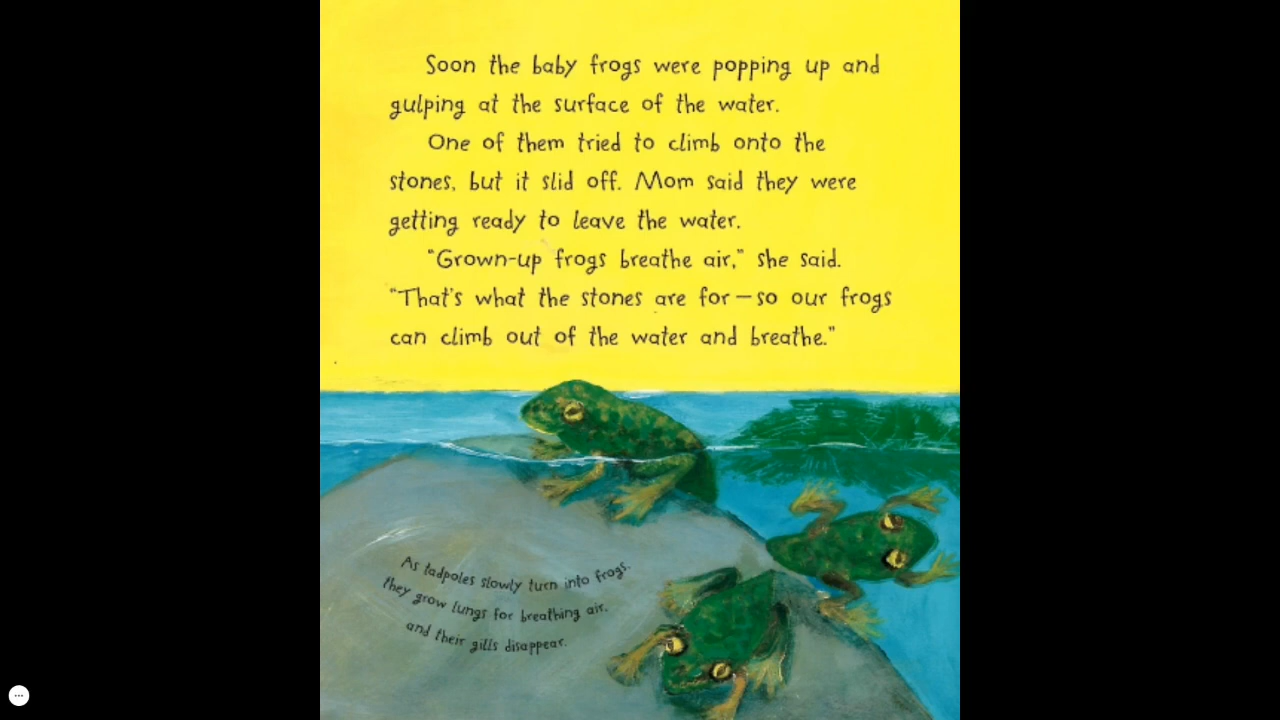 Soon the baby frogs were popping up and
gulping at the surface of the water.
One of them tried to climb onto the
stones, but it slid off. Mom said they were
getting ready to leave the water.
“Grown-up frogs breathe air,” she said.
“That's what the stones are for—so our frogs
can climb out of the water and breathe.”
As tadpoles slowly turn into frogs,
they grow lungs for breathing air,
and their gills disappear.